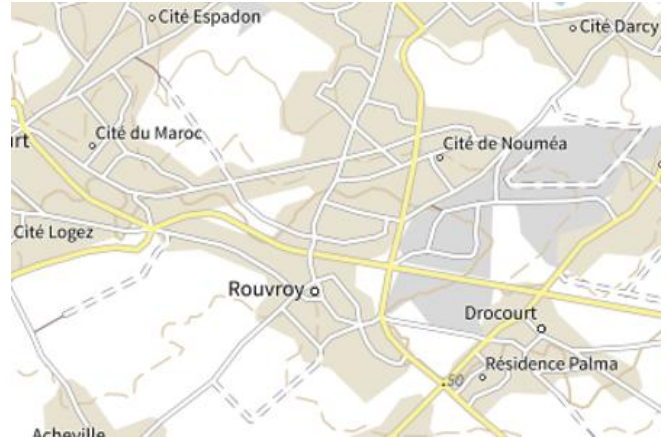 Cité Espadon
Cité Darcy
Cité du Maroc
Cité de Nouméa
urt
Cité Logez
Rouvroy
Drocourt
50
Résidence Palma
Acheville